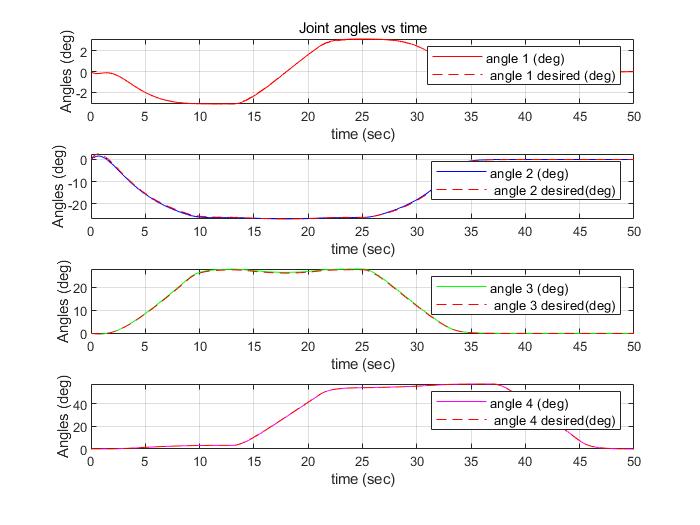 Joint angles vs time
Angles (deg)
2
0
-2
angle 1 (deg)
angle 1 desired (deg)
0 5 10 15 20 25 30 35 40 45 50
time (sec)
Angles (deg)
0
-10
-20
angle 2 (deg)
angle 2 desired(deg)
0 5 10 15 20 25 30 35 40 45 50
time (sec)
Angles (deg)
20
10
0
angle 3 (deg)
angle 3 desired(deg)
0 5 10 15 20 25 30 35 40 45 50
time (sec)
Angles (deg)
40
20
0
angle 4 (deg)
angle 4 desired(deg)
0 5 10 15 20 25 30 35 40 45 50
time (sec)